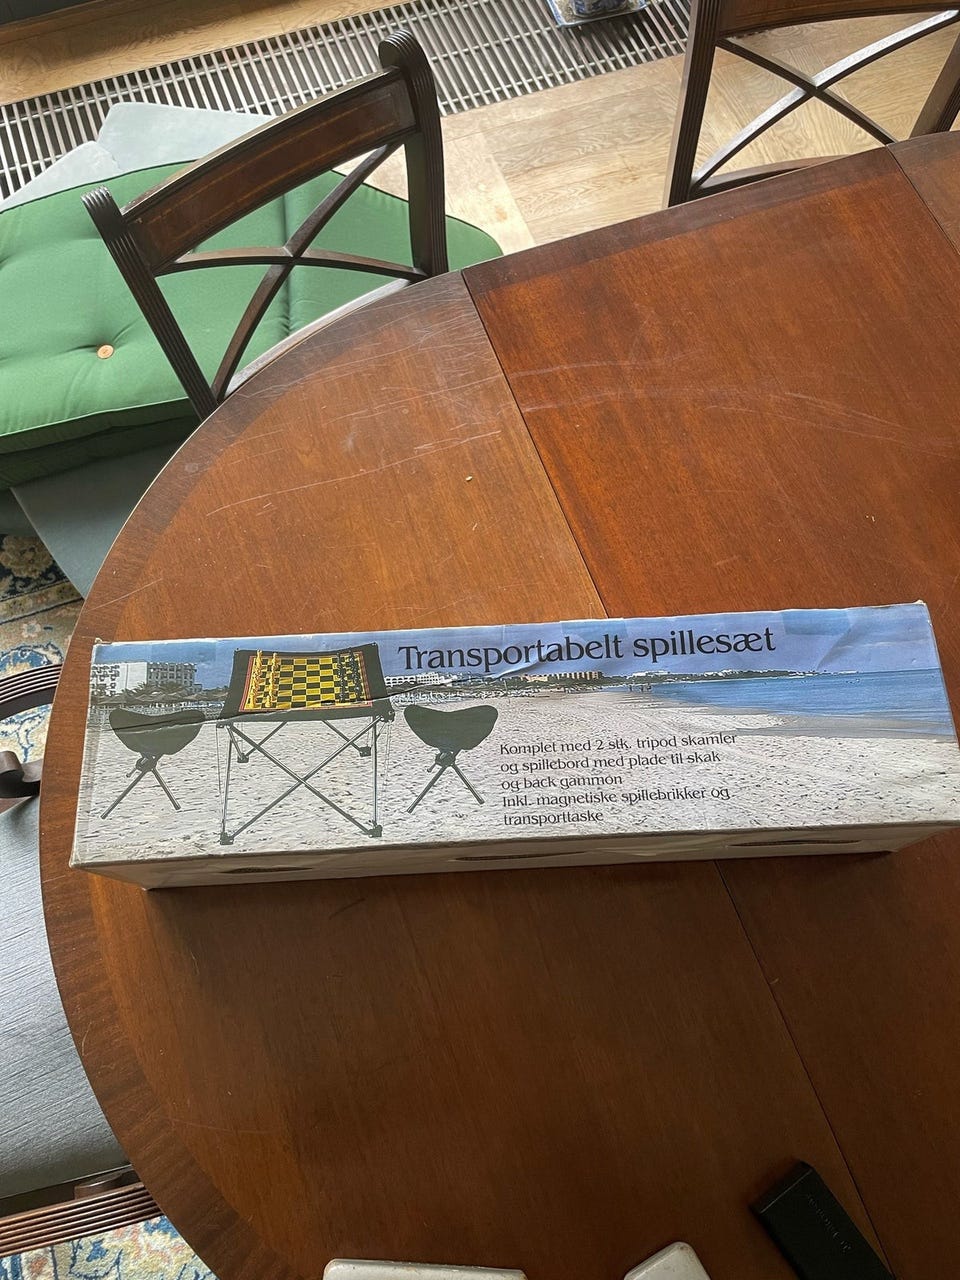 Transportabelt spillesæt
Komplet med 2 stk. tripod skamler
og spillebord med plade til skak
og back gammon
Inkl. magnetiske spillebrikker og
transporttaske